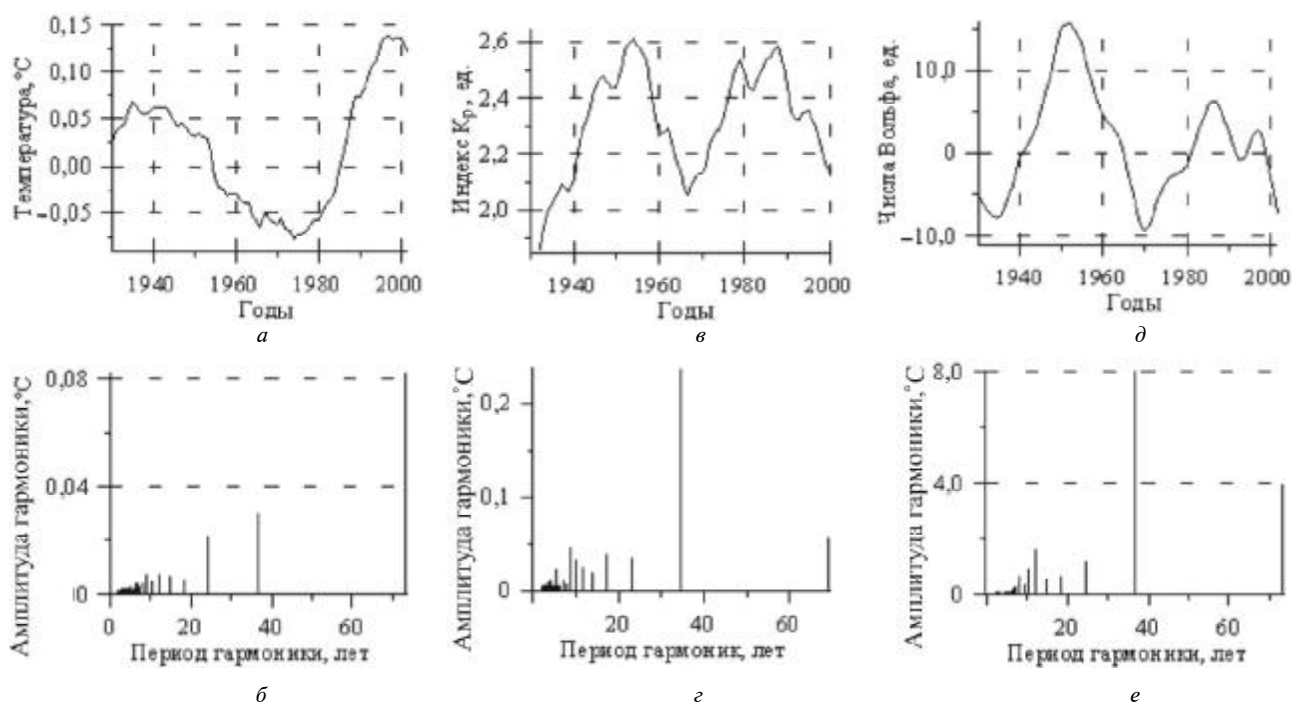 Температура,°C
0,15
0,10
0,05
0,00
−0,05
1940 1960 1980 2000
Годы
а
Индекс Kp, ед.
2,6
2,4
2,2
2,0
1940 1960 1980 2000
Годы
в
Числа Вольфа, ед.
10,0
0
−10,0
1940 1960 1980 2000
Годы
д
Амплитуда гармоники,°C
0,08
0,04
0
0 20 40 60
Период гармоники, лет
б
Амплитуда гармоники,°C
0,2
0,1
0
20 40 60
Период гармоник, лет
г
Амплитуда гармоники,°C
8,0
4,0
0
20 40 60
Период гармоники, лет
е